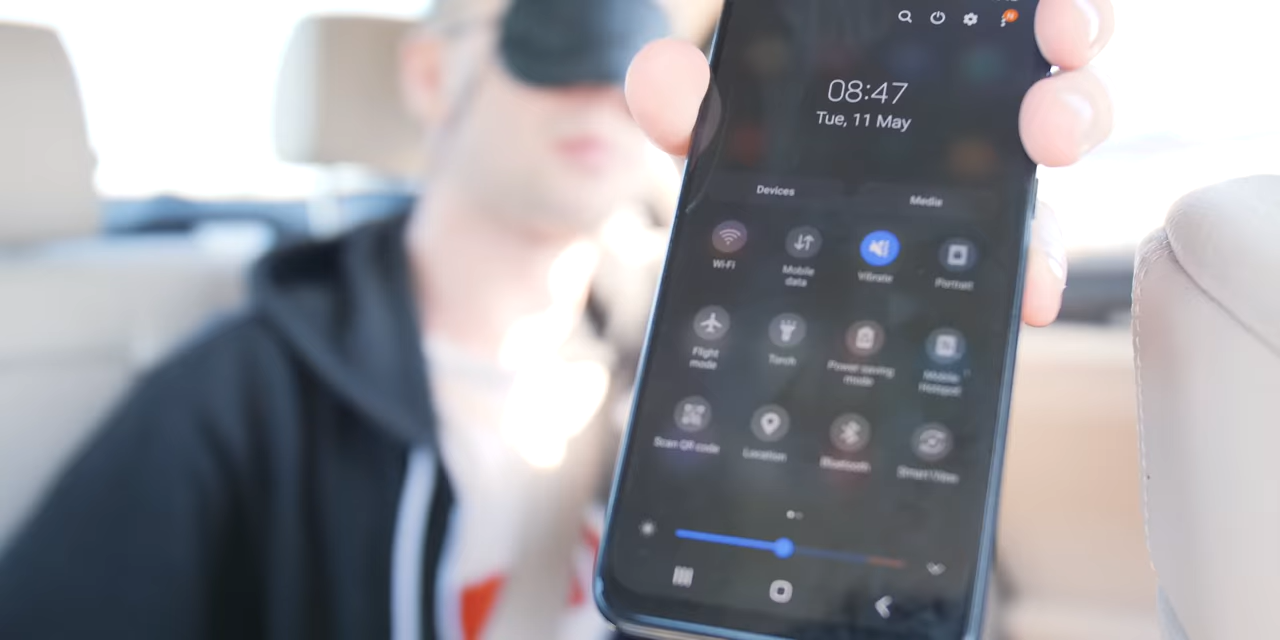 08:47
Tue, 11 May
Devices
Media
Wi-Fi
Mobile
data
Vibrate
Portrait
Flight
mode
Torch
Power saving
mode
Mobile
Hotspot
Scan QR code
Location
Bluetooth
Smart View